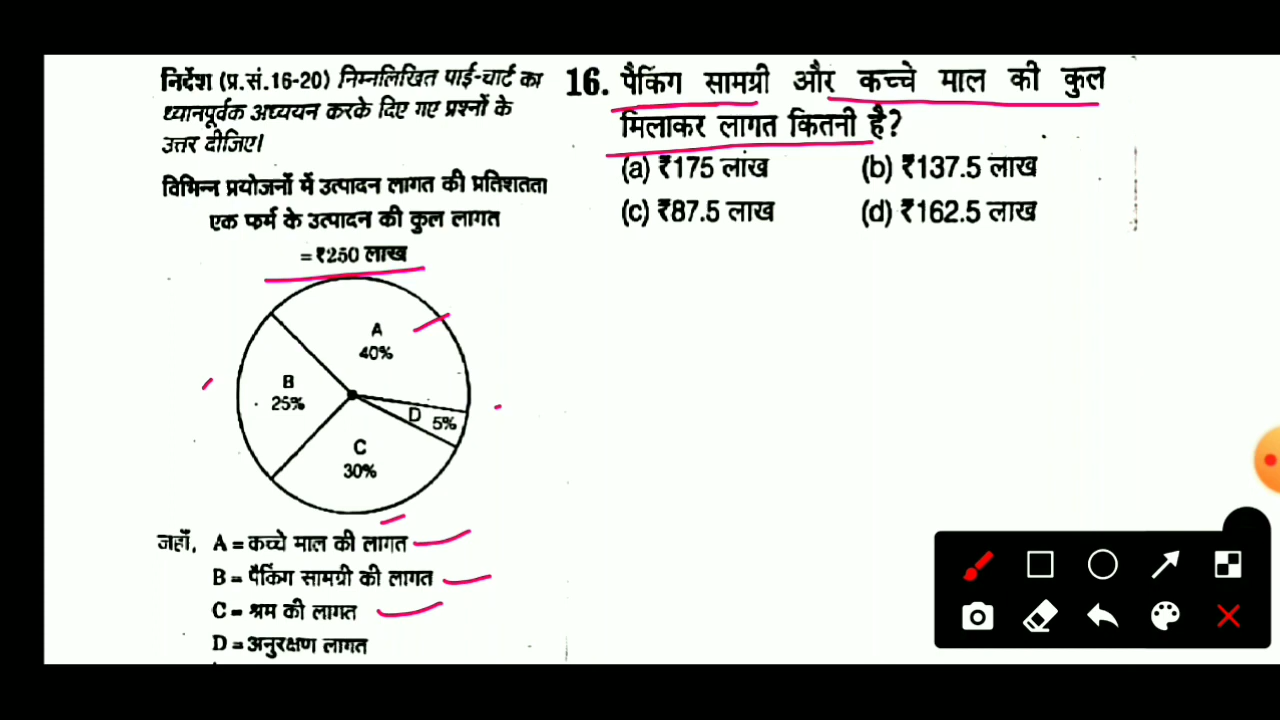 निर्देश (प्र.सं.16-20) निम्नलिखित पाई-चार्ट का
ध्यानपूर्वक अध्ययन करके दिए गए प्रश्नों के
उत्तर दीजिए।
विभिन्न प्रयोजनों में उत्पादन लागत की प्रतिशतता
एक फर्म के उत्पादन की कुल लागत
= ₹250 लाख
A
40%
B
25%
D 5%
C
30%
जहाँ, A = कच्चे माल की लागत
B = पैकिंग सामग्री की लागत
C = श्रम की लागत
D = अनुरक्षण लागत
16. पैकिंग सामग्री और कच्चे माल की कुल
मिलाकर लागत कितनी है?
(a) ₹175 लाख (b) ₹137.5 लाख
(c) ₹87.5 लाख (d) ₹162.5 लाख